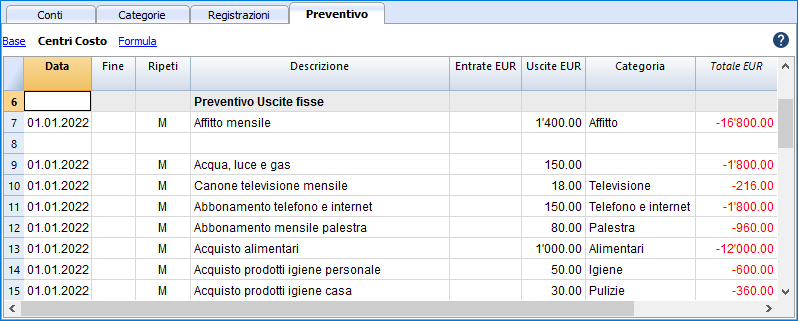 Conti Categorie Registrazioni Preventivo
Base Centri Costo Formula ?
Data Fine Ripeti Descrizione Entrate EUR Uscite EUR Categoria Totale EUR
6 Preventivo Uscite fisse
7 01.01.2022 M Affitto mensile 1'400.00 Affitto -16'800.00
8
9 01.01.2022 M Acqua, luce e gas 150.00 -1'800.00
10 01.01.2022 M Canone televisione mensile 18.00 Televisione -216.00
11 01.01.2022 M Abbonamento telefono e internet 150.00 Telefono e internet -1'800.00
12 01.01.2022 M Abbonamento mensile palestra 80.00 Palestra -960.00
13 01.01.2022 M Acquisto alimentari 1'000.00 Alimentari -12'000.00
14 01.01.2022 M Acquisto prodotti igiene personale 50.00 Igiene -600.00
15 01.01.2022 M Acquisto prodotti igiene casa 30.00 Pulizie -360.00